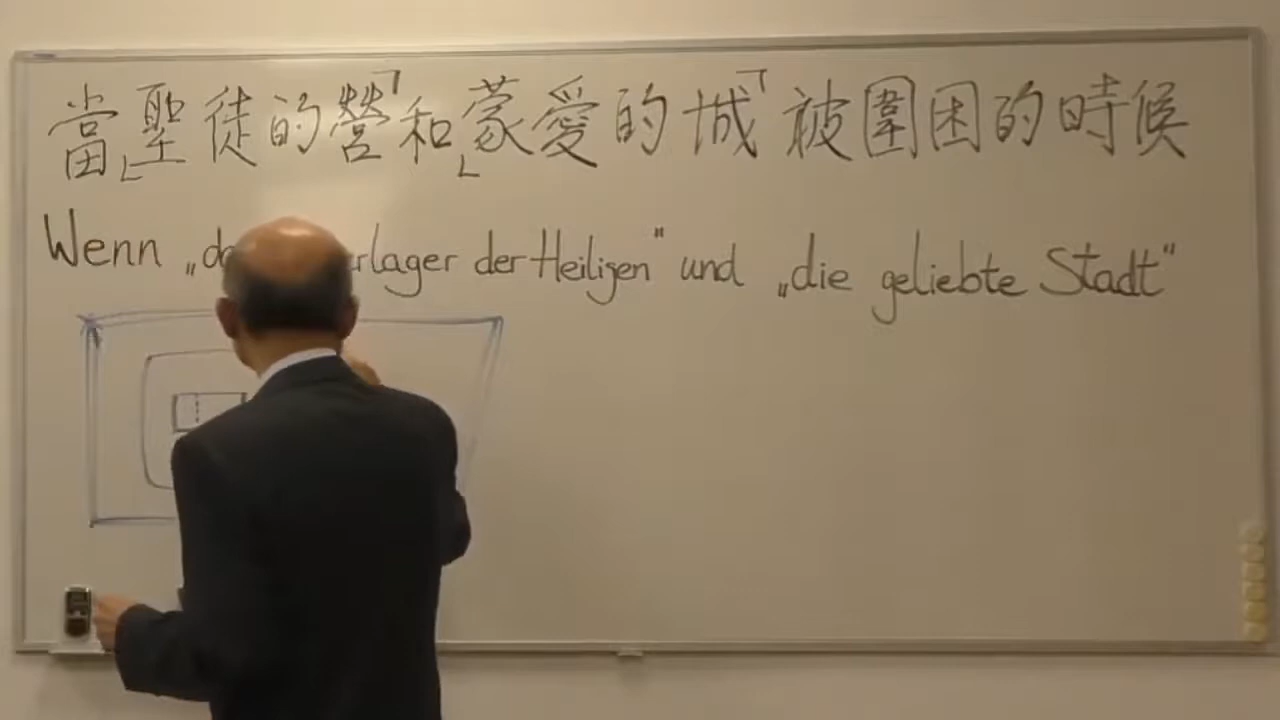 當「聖徒的營」和「蒙愛的城」被圍困的時候
Wenn „ der Heiligen“ und „die geliebte Stadt“